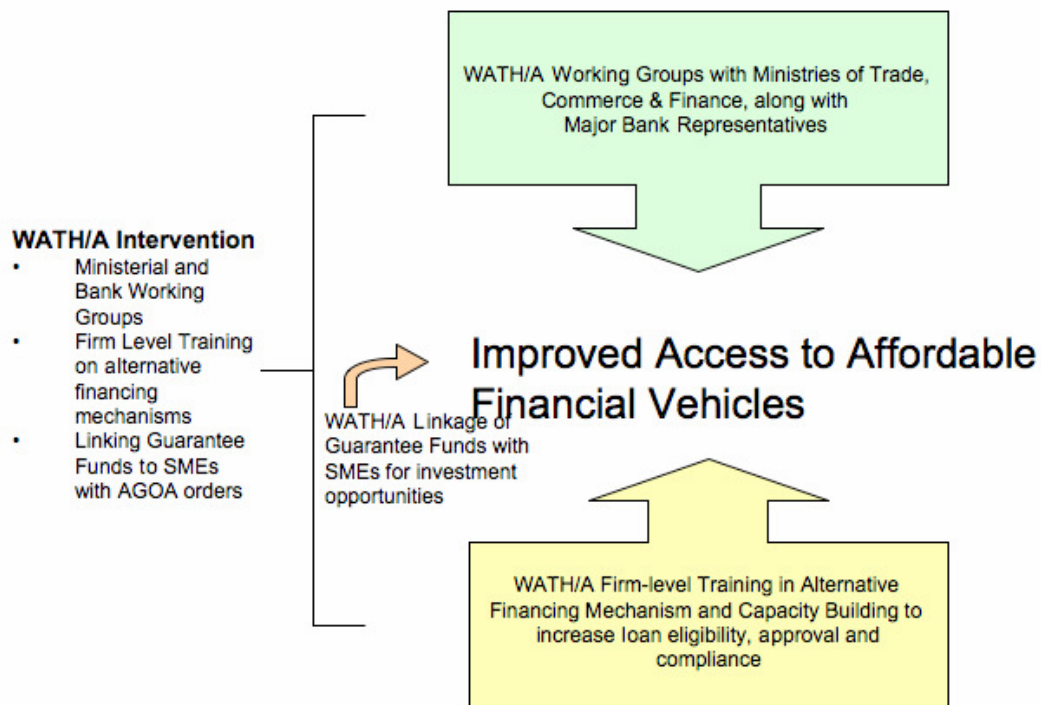 WATH/A Working Groups with Ministries of Trade,
Commerce & Finance, along with
Major Bank Representatives
WATH/A Intervention
• Ministerial and
Bank Working
Groups
• Firm Level Training
on alternative
financing
mechanisms
• Linking Guarantee
Funds to SMEs
with AGOA orders
Improved Access to Affordable
Financial Vehicles
WATH/A Linkage of
Guarantee Funds with
SMEs for investment
opportunities
WATH/A Firm-level Training in Alternative
Financing Mechanism and Capacity Building to
increase loan eligibility, approval and
compliance